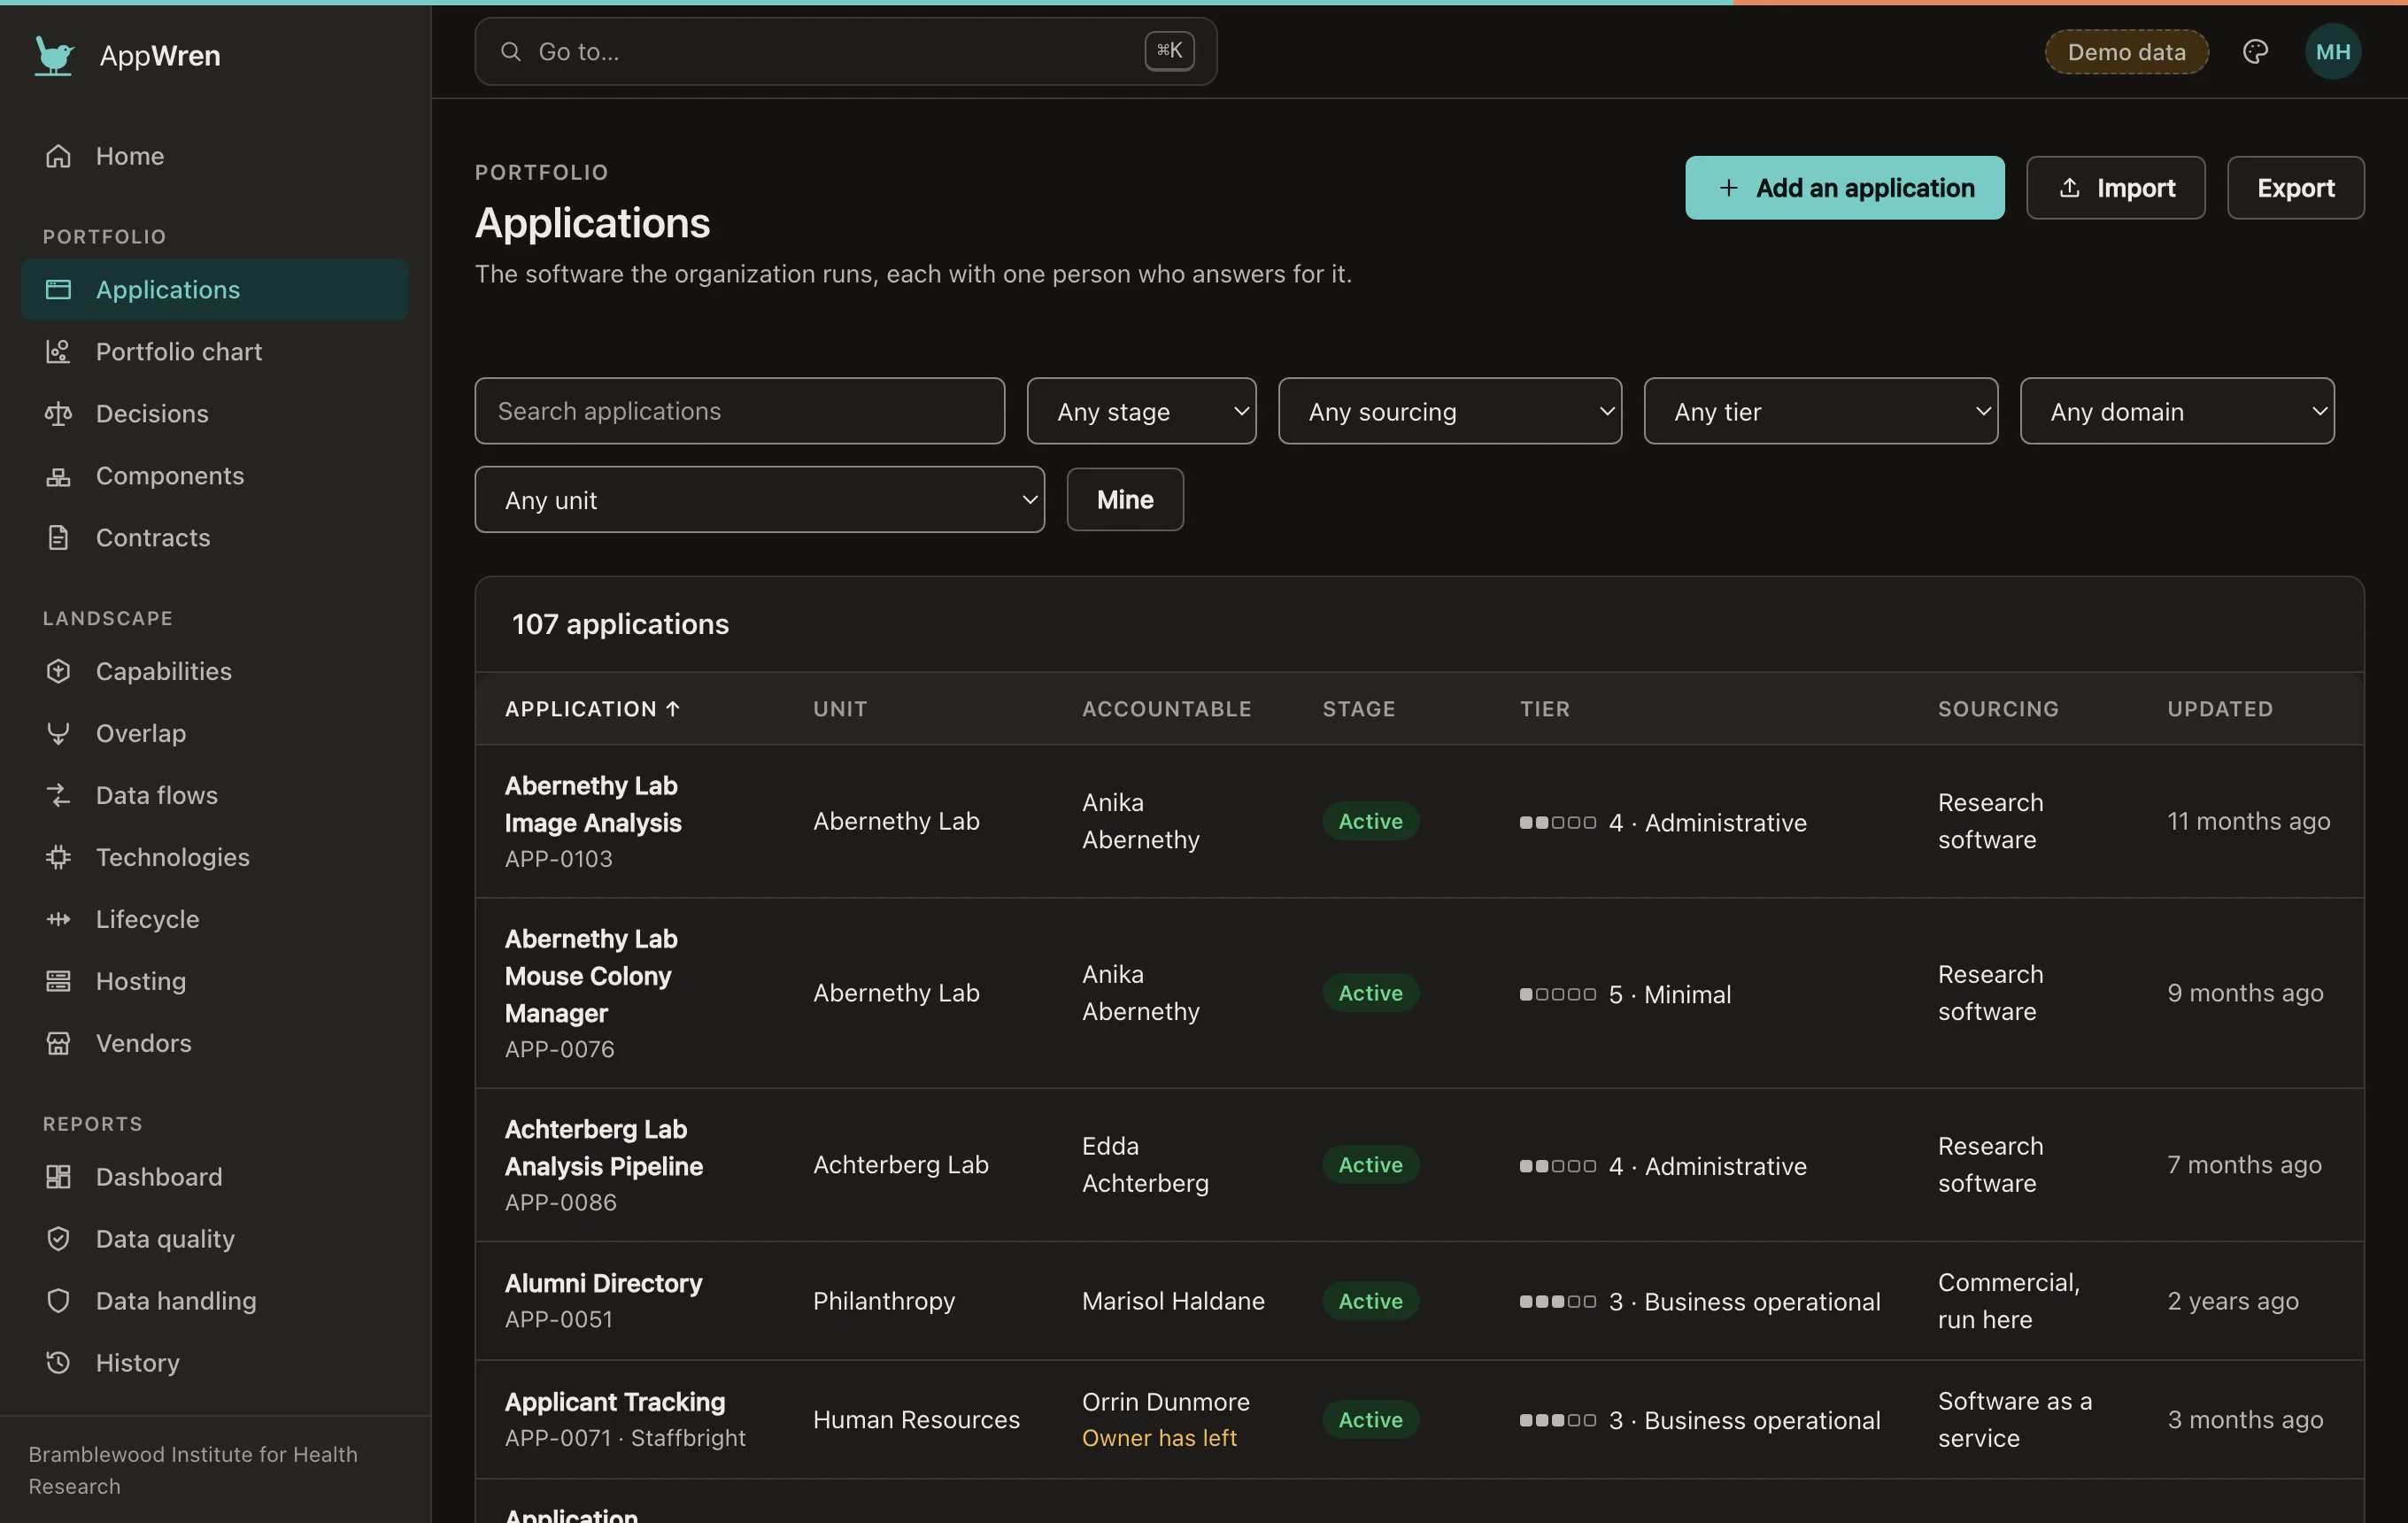 AppWren
Go to...
⌘K
Demo data
MH
Home
PORTFOLIO
Applications
Portfolio chart
Decisions
Components
Contracts
LANDSCAPE
Capabilities
Overlap
Data flows
Technologies
Lifecycle
Hosting
Vendors
REPORTS
Dashboard
Data quality
Data handling
History
Bramblewood Institute for Health
Research
PORTFOLIO
Applications
The software the organization runs, each with one person who answers for it.
+ Add an application
Import
Export
Search applications
Any stage
Any sourcing
Any tier
Any domain
Any unit
Mine
107 applications
APPLICATION ↑ UNIT ACCOUNTABLE STAGE TIER SOURCING UPDATED
Abernethy Lab
Image Analysis
APP-0103
Abernethy Lab
Anika
Abernethy
Active
4 · Administrative
Research
software
11 months ago
Abernethy Lab
Mouse Colony
Manager
APP-0076
Abernethy Lab
Anika
Abernethy
Active
5 · Minimal
Research
software
9 months ago
Achterberg Lab
Analysis Pipeline
APP-0086
Achterberg Lab
Edda
Achterberg
Active
4 · Administrative
Research
software
7 months ago
Alumni Directory
APP-0051
Philanthropy
Marisol Haldane
Active
3 · Business operational
Commercial,
run here
2 years ago
Applicant Tracking
APP-0071 · Staffbright
Human Resources
Orrin Dunmore
Owner has left
Active
3 · Business operational
Software as a
service
3 months ago
Application